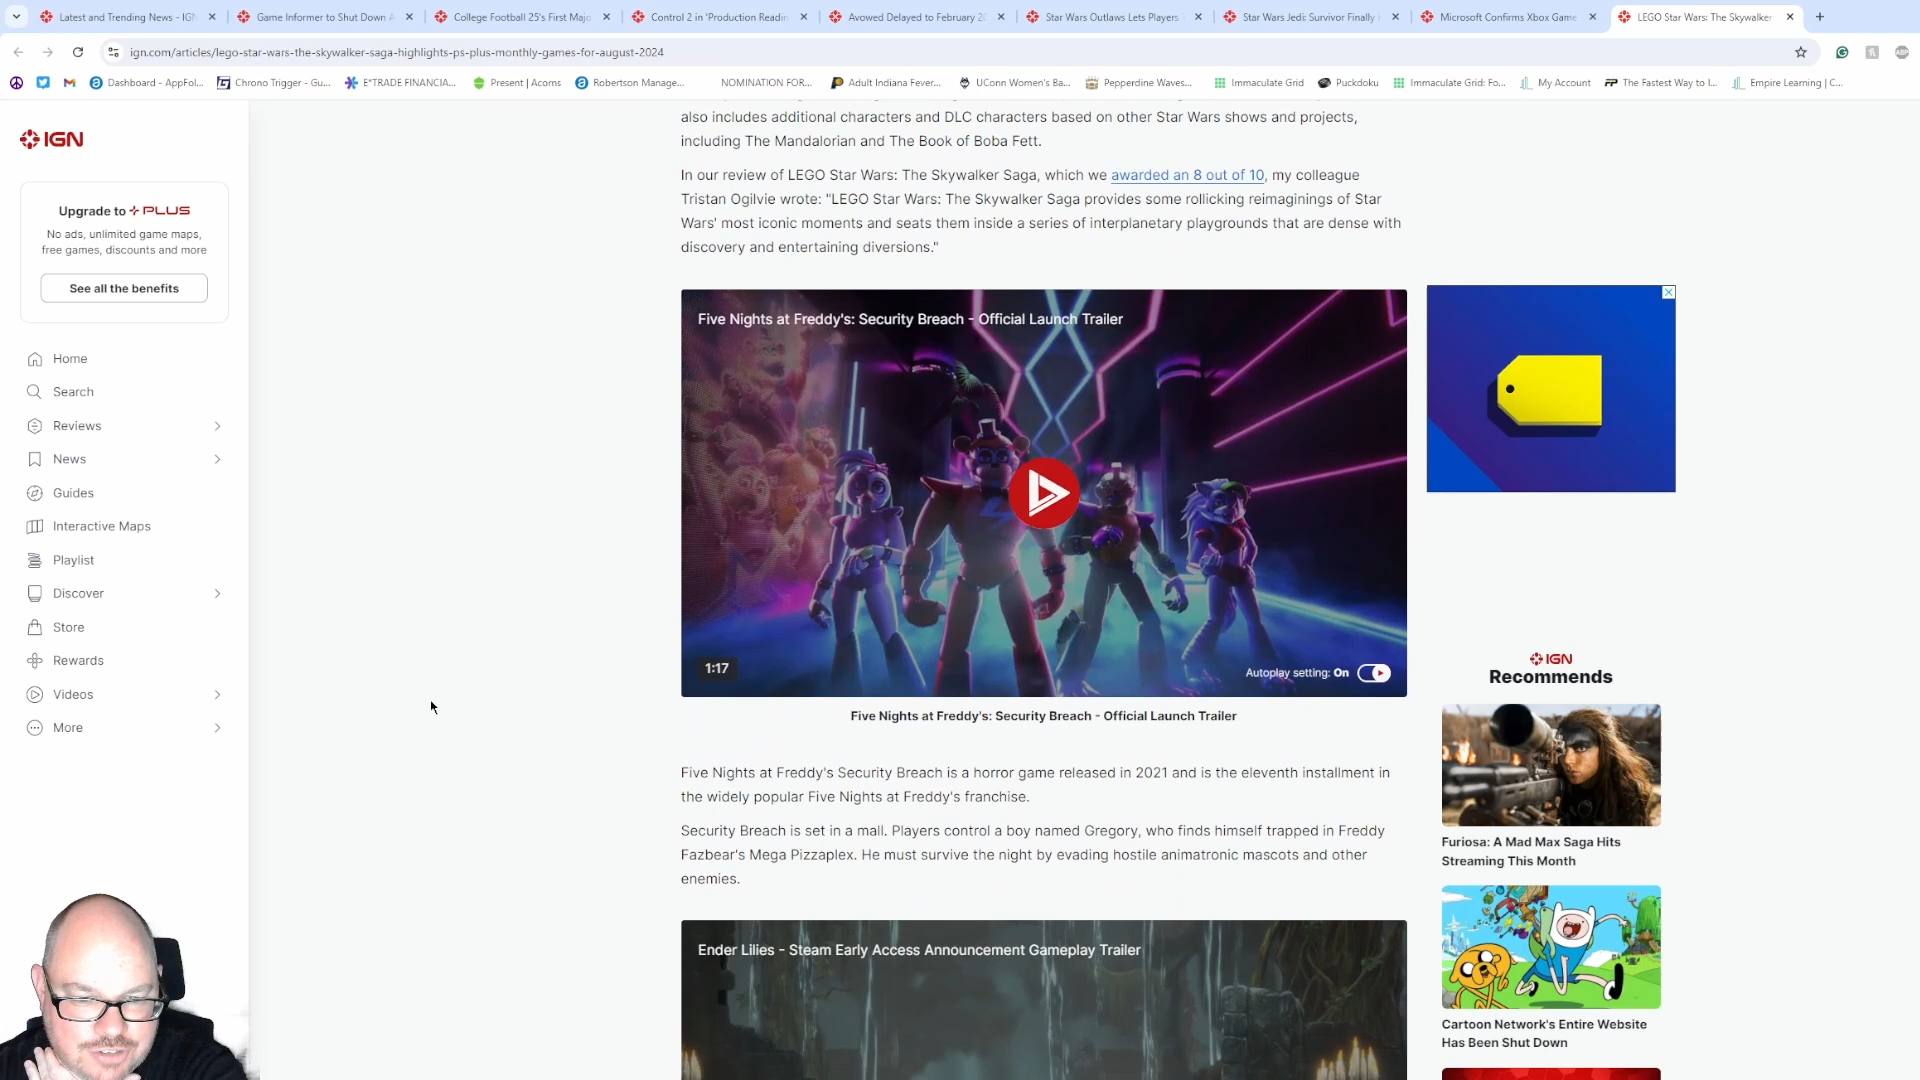 Latest and Trending News - IGN
Game Informer to Shut Down A
College Football 25's First Majo
Control 2 in 'Production Readin
Avowed Delayed to February 20
Star Wars Outlaws Lets Players
Star Wars Jedi: Survivor Finally
Microsoft Confirms Xbox Game
LEGO Star Wars: The Skywalker
ign.com/articles/lego-star-wars-the-skywalker-saga-highlights-ps-plus-monthly-games-for-august-2024
ABP
Dashboard - AppFol...
Chrono Trigger - Gu...
E*TRADE FINANCIA...
Present | Acorns
Robertson Manage...
NOMINATION FOR...
Adult Indiana Fever...
UConn Women's Ba...
Pepperdine Waves...
Immaculate Grid
Puckdoku
Immaculate Grid: Fo...
My Account
The Fastest Way to I...
Empire Learning | C...
IGN
Upgrade to PLUS
No ads, unlimited game maps,
free games, discounts and more
See all the benefits
Home
Search
Reviews
News
Guides
Interactive Maps
Playlist
Discover
Store
Rewards
Videos
More
also includes additional characters and DLC characters based on other Star Wars shows and projects,
including The Mandalorian and The Book of Boba Fett.
In our review of LEGO Star Wars: The Skywalker Saga, which we awarded an 8 out of 10, my colleague
Tristan Ogilvie wrote: "LEGO Star Wars: The Skywalker Saga provides some rollicking reimaginings of Star
Wars' most iconic moments and seats them inside a series of interplanetary playgrounds that are dense with
discovery and entertaining diversions."
Five Nights at Freddy's: Security Breach - Official Launch Trailer
1:17
Autoplay setting: On
Five Nights at Freddy's: Security Breach - Official Launch Trailer
Five Nights at Freddy's Security Breach is a horror game released in 2021 and is the eleventh installment in
the widely popular Five Nights at Freddy's franchise.
Security Breach is set in a mall. Players control a boy named Gregory, who finds himself trapped in Freddy
Fazbear's Mega Pizzaplex. He must survive the night by evading hostile animatronic mascots and other
enemies.
Ender Lilies - Steam Early Access Announcement Gameplay Trailer
IGN
Recommends
Furiosa: A Mad Max Saga Hits
Streaming This Month
Cartoon Network's Entire Website
Has Been Shut Down